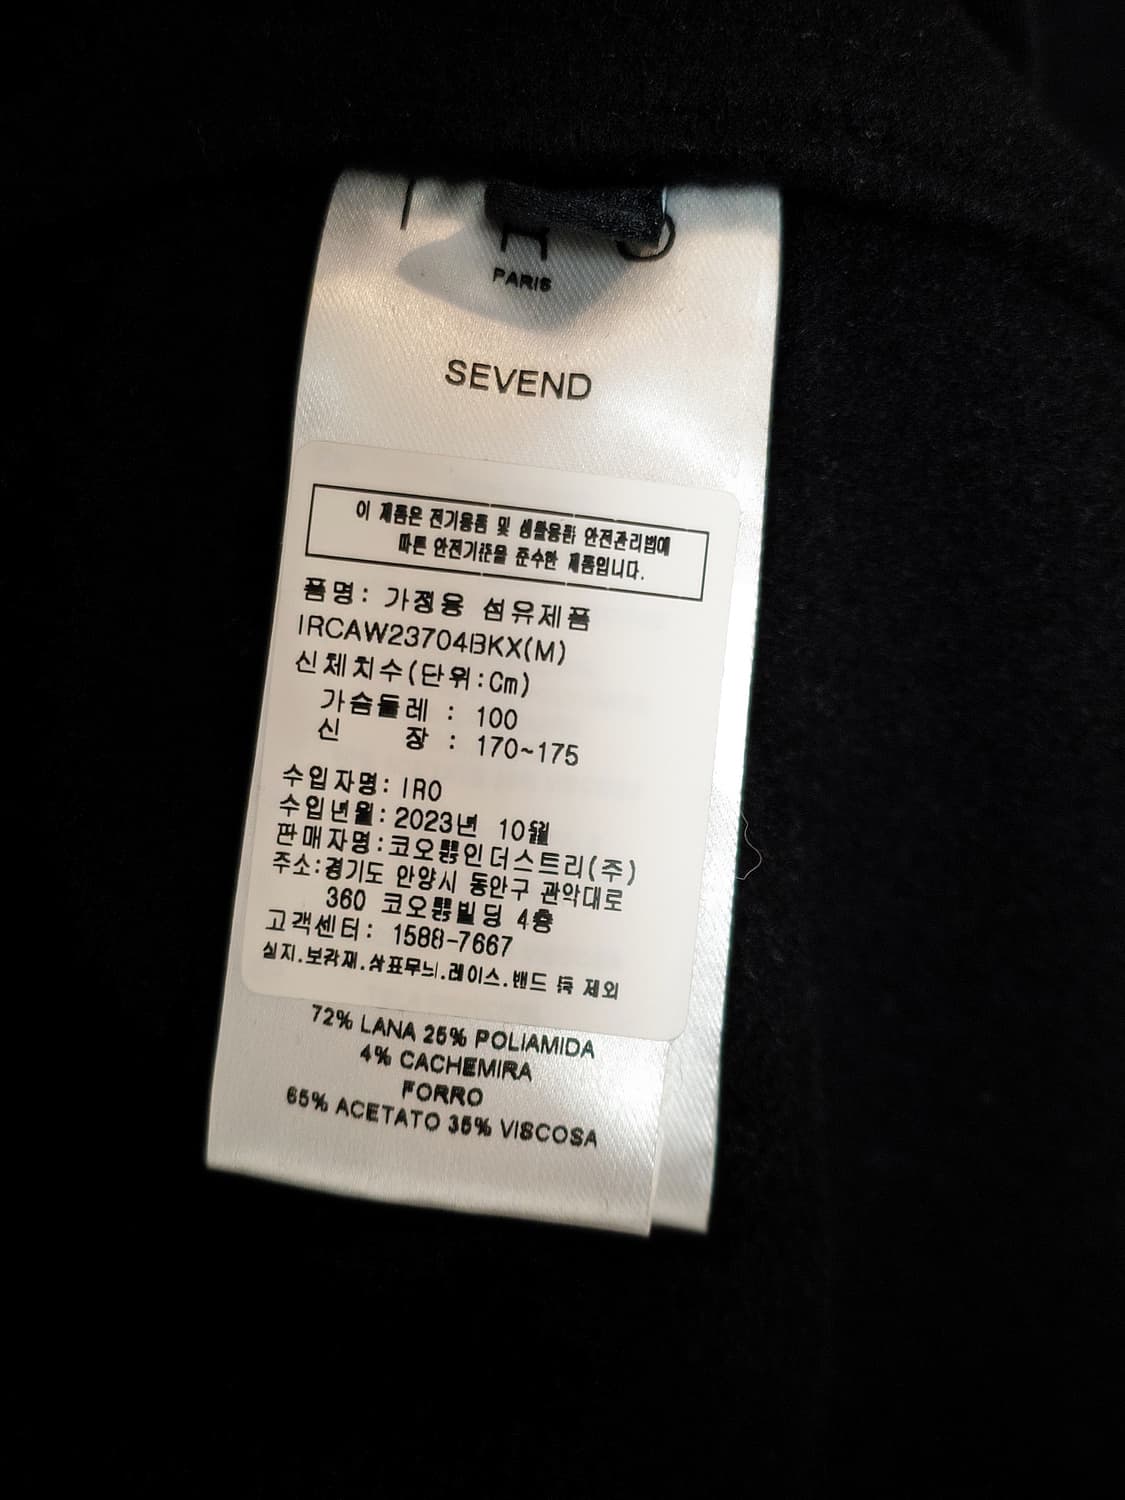 I R O
PARIS
SEVEND
이 제품은 전기용품 및 생활용품 안전관리법에
따른 안전기준을 준수한 제품입니다.
품명: 가정용 섬유제품
IRCAW23704BKX(M)
신체치수(단위:Cm)
가슴둘레 : 100
신 장 : 170~175
수입자명: IRO
수입년월: 2023년 10월
판매자명:코오롱인더스트리(주)
주소:경기도 안양시 동안구 관악대로
360 코오롱빌딩 4층
고객센터: 1588-7667
심지.보강재.상표무늬.레이스.밴드 등 제외
72% LANA 25% POLIAMIDA
4% CACHEMIRA
FORRO
65% ACETATO 35% VISCOSA